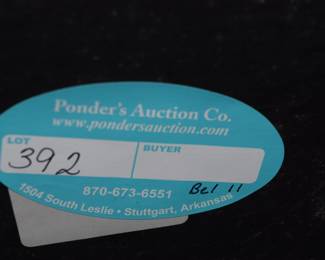 Ponder's Auction Co.
www.pondersauction.com
LOT BUYER
392
870-673-6551 Bel 11
1504 South Leslie • Stuttgart, Arkansas